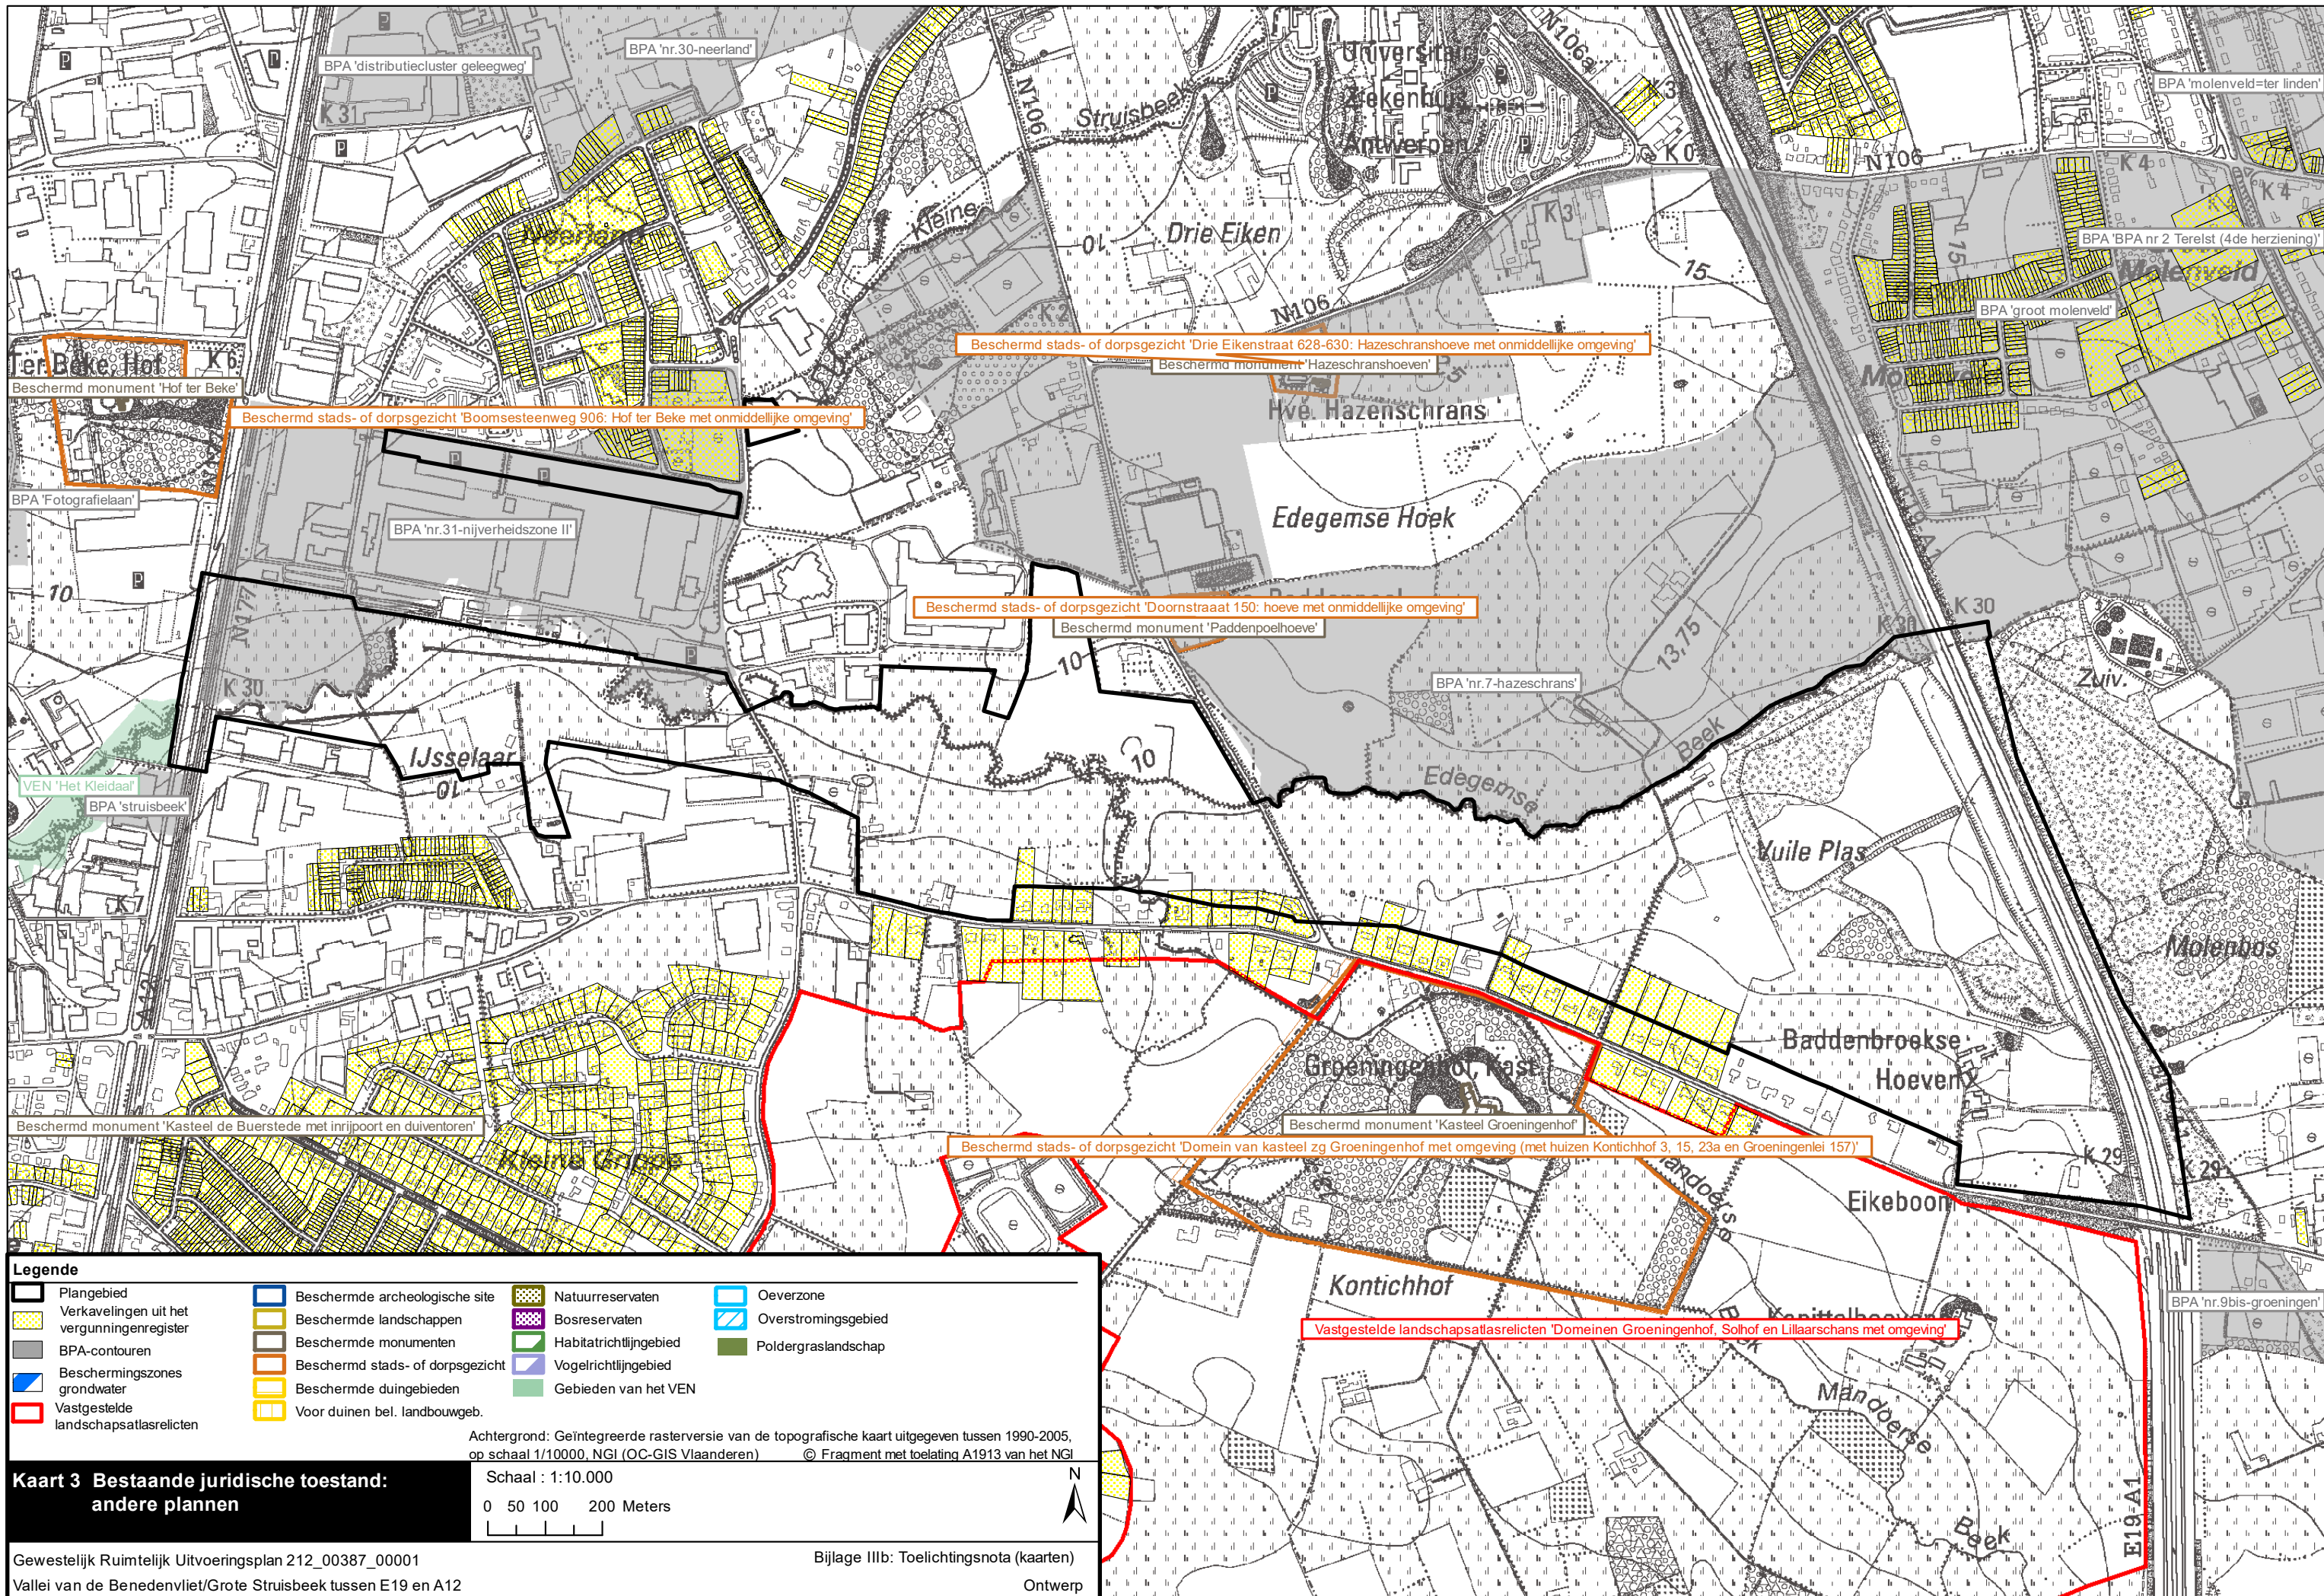 BPA 'distributiecluster geleegweg'
BPA 'nr.30-neerland'
K 31
N106
Struisbeek
Universitair
Ziekenhuis
Antwerpen
N106a
K 3
K 0
N106
BPA 'molenveld=ter linden'
K 4
K 4
Neerland
Kleine
Drie Eiken
10
K 3
15
15
BPA 'BPA nr 2 Terelst (4de herziening)'
Molenveld
BPA 'groot molenveld'
K 2
N106
Beschermd stads- of dorpsgezicht 'Drie Eikenstraat 628-630: Hazeschranshoeve met onmiddellijke omgeving'
Beschermd monument 'Hazeschranshoeven'
Hve. Hazenschrans
Ter Beke, Hof
K 6
Beschermd monument 'Hof ter Beke'
Beschermd stads- of dorpsgezicht 'Boomsesteenweg 906: Hof ter Beke met onmiddellijke omgeving'
BPA 'Fotografielaan'
BPA 'nr.31-nijverheidszone II'
Edegemse Hoek
10
N177
Beschermd stads- of dorpsgezicht 'Doornstraaat 150: hoeve met onmiddellijke omgeving'
Beschermd monument 'Paddenpoelhoeve'
10
K 30
K 30
13,75
Zuiv.
BPA 'nr.7-hazeschrans'
K 30
IJsselaar
10
10
Edegemse
Beek
VEN 'Het Kleidaal'
BPA 'struisbeek'
Vuile Plas
K
Molenbos
A12
Baddenbroekse
Hoeven
Groeningenhof, Kast.
Beschermd monument 'Kasteel de Buerstede met inrijpoort en duiventoren'
Beschermd monument 'Kasteel Groeningenhof'
Beschermd stads- of dorpsgezicht 'Domein van kasteel zg Groeningenhof met omgeving (met huizen Kontichhof 3, 15, 23a en Groeningenlei 157)'
Kleine Gruppe
K 29
K 29
Mandoerse
Eikeboom
Kontichhof
Beek
Kapittelhoeven
BPA 'nr.9bis-groeningen'
Vastgestelde landschapsatlasrelicten 'Domeinen Groeningenhof, Solhof en Lillaarschans met omgeving'
Mandoerse
Beek
E19-A1
Legende
Plangebied
Verkavelingen uit het
vergunningenregister
BPA-contouren
Beschermingszones
grondwater
Vastgestelde
landschapsatlasrelicten
Beschermde archeologische site
Beschermde landschappen
Beschermde monumenten
Beschermd stads- of dorpsgezicht
Beschermde duingebieden
Voor duinen bel. landbouwgeb.
Natuurreservaten
Bosreservaten
Habitatrichtlijngebied
Vogelrichtlijngebied
Gebieden van het VEN
Oeverzone
Overstromingsgebied
Poldergraslandschap
Achtergrond: Geïntegreerde rasterversie van de topografische kaart uitgegeven tussen 1990-2005,
op schaal 1/10000, NGI (OC-GIS Vlaanderen) © Fragment met toelating A1913 van het NGI
Kaart 3 Bestaande juridische toestand:
andere plannen
Schaal : 1:10.000
0 50 100 200 Meters
N
Gewestelijk Ruimtelijk Uitvoeringsplan 212_00387_00001
Bijlage IIIb: Toelichtingsnota (kaarten)
Vallei van de Benedenvliet/Grote Struisbeek tussen E19 en A12
Ontwerp